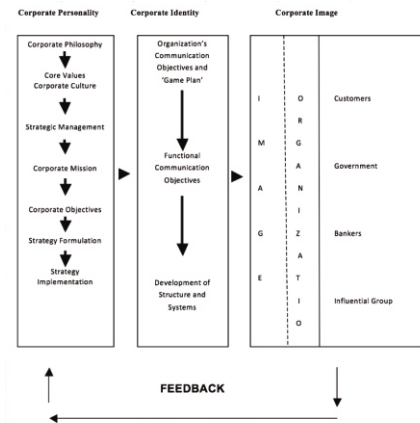 Corporate Personality
Corporate Identity
Corporate Image
Corporate Philosophy
Core Values
Corporate Culture
Strategic Management
Corporate Mission
Corporate Objectives
Strategy Formulation
Strategy
Implementation
Organization's
Communication
Objectives and
'Game Plan'
Functional
Communication
Objectives
Development of
Structure and
Systems
I
M
A
G
E
O
R
G
A
N
I
Z
A
T
I
O
Customers
Government
Bankers
Influential Group
FEEDBACK